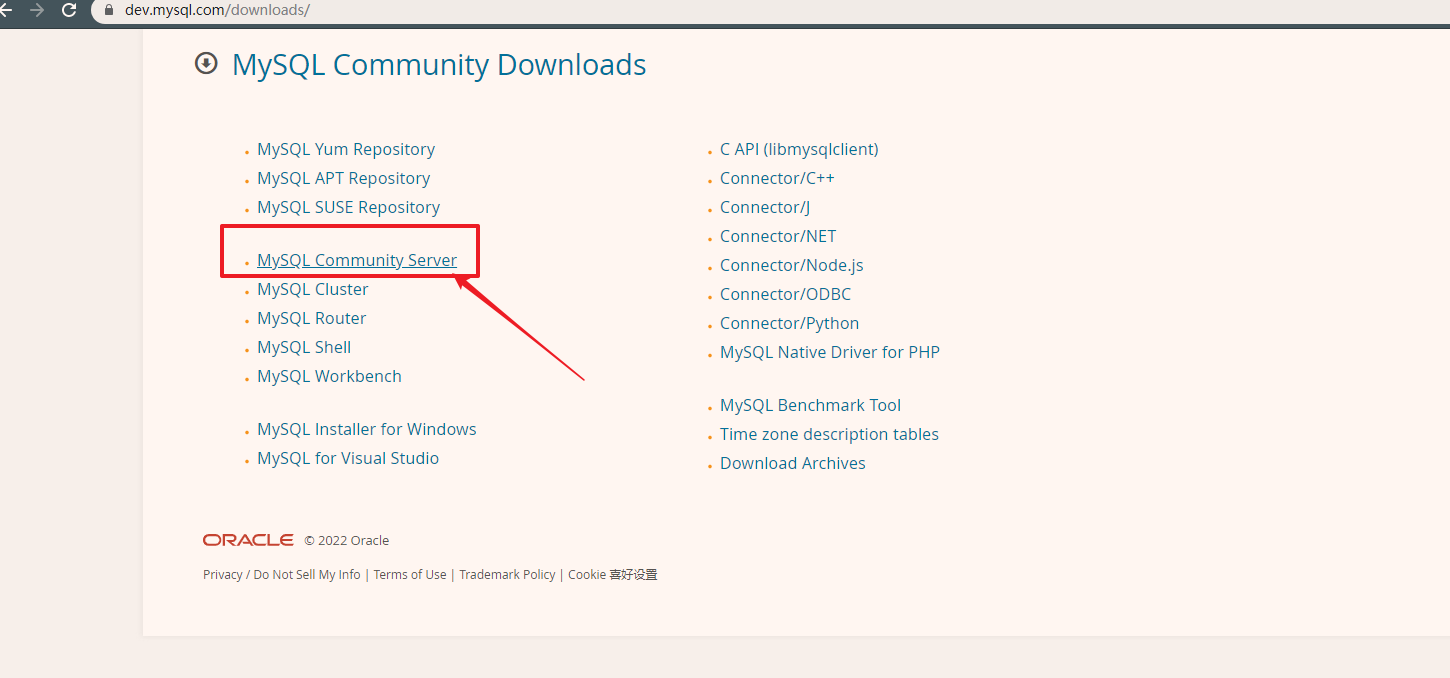 dev.mysql.com/downloads/
MySQL Community Downloads
MySQL Yum Repository
MySQL APT Repository
MySQL SUSE Repository
MySQL Community Server
MySQL Cluster
MySQL Router
MySQL Shell
MySQL Workbench
MySQL Installer for Windows
MySQL for Visual Studio
C API (libmysqlclient)
Connector/C++
Connector/J
Connector/NET
Connector/Node.js
Connector/ODBC
Connector/Python
MySQL Native Driver for PHP
MySQL Benchmark Tool
Time zone description tables
Download Archives
ORACLE © 2022 Oracle
Privacy / Do Not Sell My Info | Terms of Use | Trademark Policy | Cookie 喜好设置